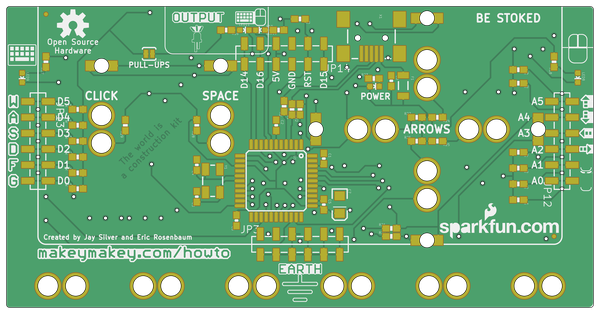 OUTPUT
BE STOKED
Open Source
Hardware
PULL-UPS
D14
D16
5V
GND
RST
D15
JP1
POWER
CLICK
SPACE
ARROWS
W
A
S
D
F
G
D5
D4
D3
D2
D1
D0
A5
A4
A3
A2
A1
A0
JP12
The world is
a construction kit
JP7
sparkfun.com
Created by Jay Silver and Eric Rosenbaum
makeymakey.com/howto
EARTH